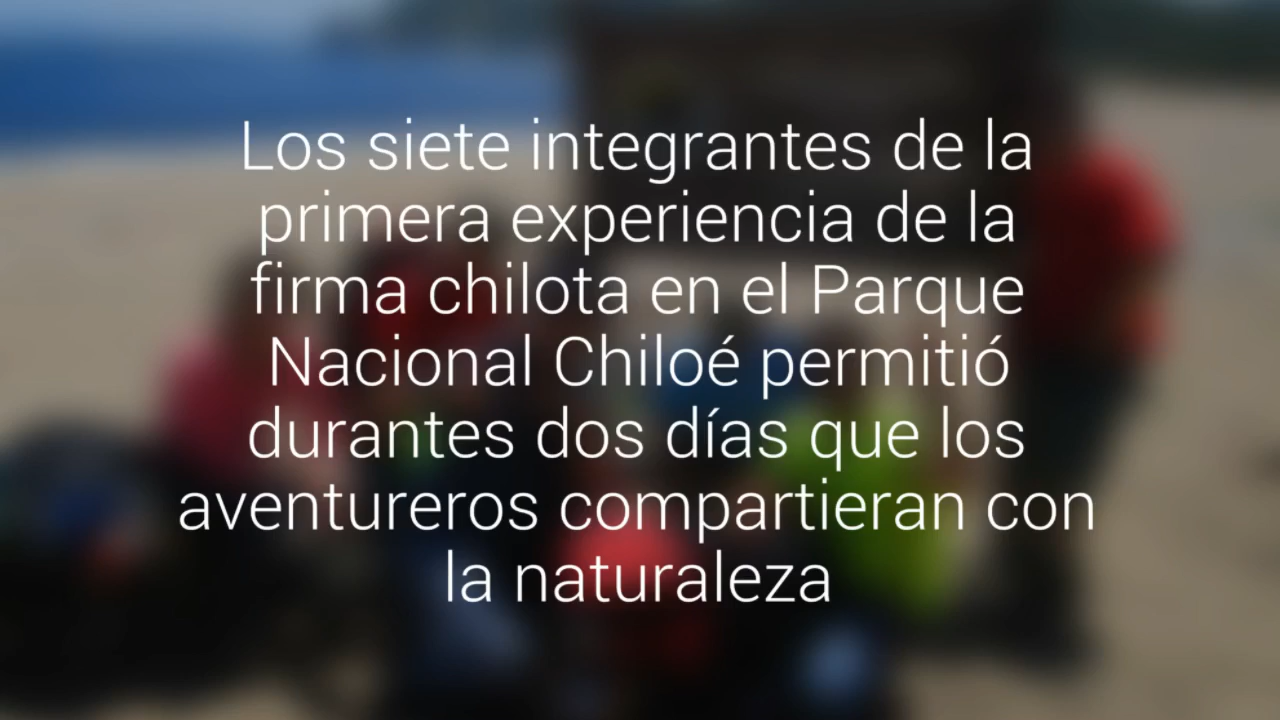 Los siete integrantes de la
primera experiencia de la
firma chilota en el Parque
Nacional Chiloé permitió
durantes dos días que los
aventureros compartieran con
la naturaleza